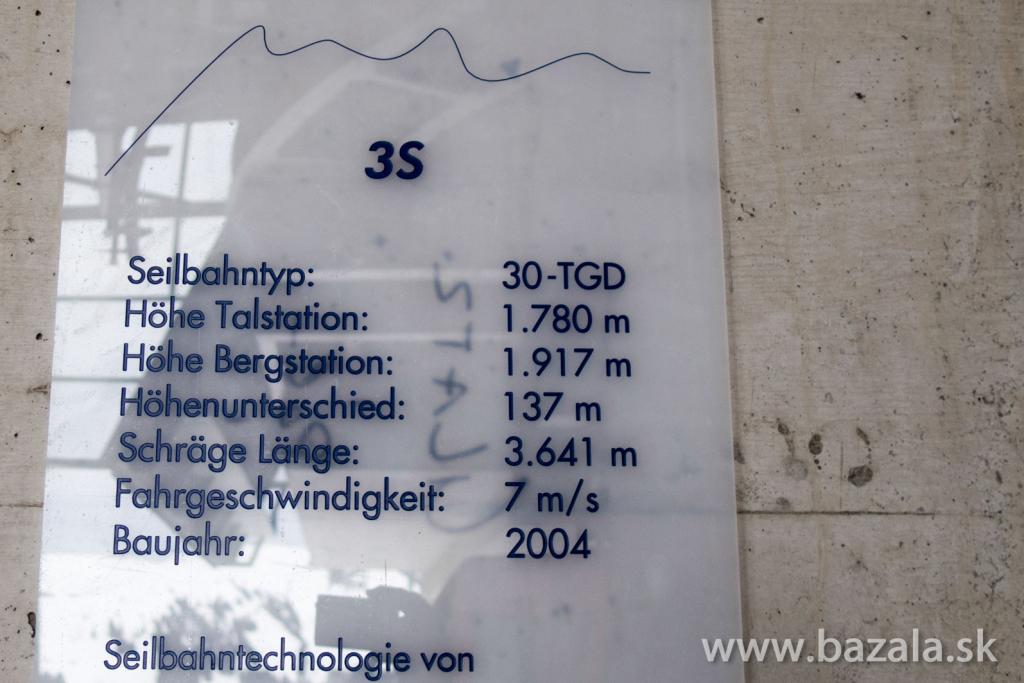 3S
Seilbahntyp: 30-TGD
Höhe Talstation: 1.780 m
Höhe Bergstation: 1.917 m
Höhenunterschied: 137 m
Schräge Länge: 3.641 m
Fahrgeschwindigkeit: 7 m/s
Baujahr: 2004
Seilbahntechnologie von
www.bazala.sk